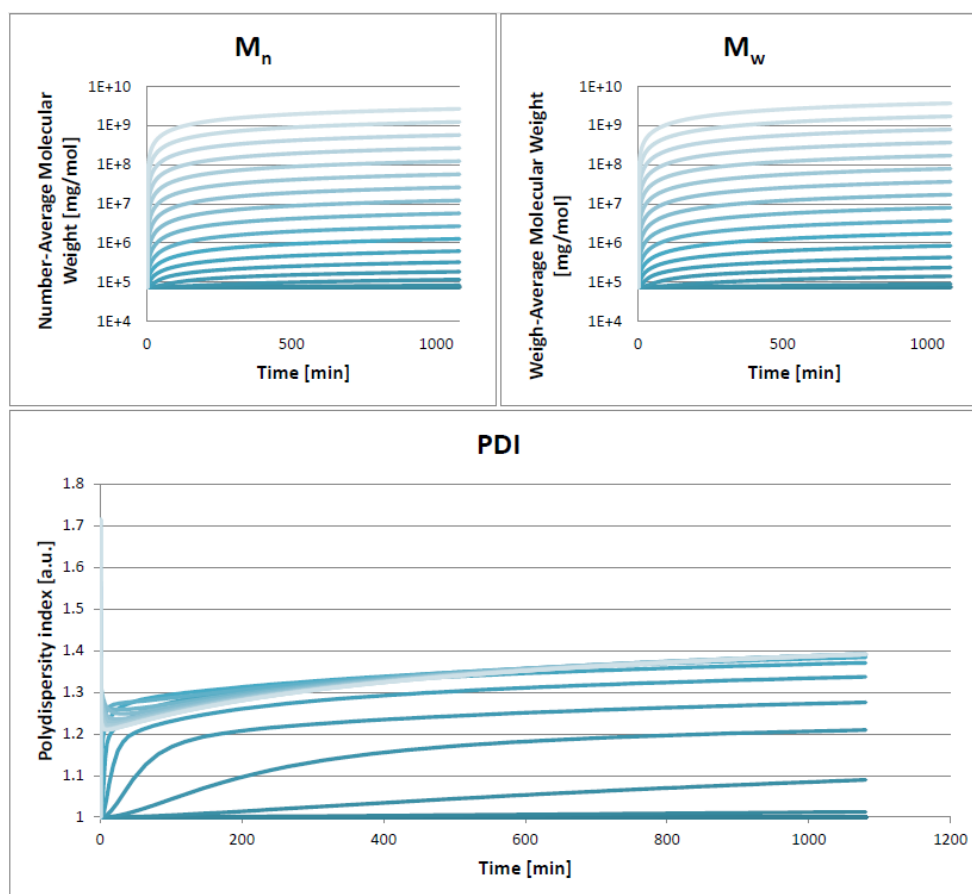 Mn
Number-Average Molecular
Weight [mg/mol]
1E+10
1E+9
1E+8
1E+7
1E+6
1E+5
1E+4
0
500
1000
Time [min]
Mw
Weigh-Average Molecular Weight
[mg/mol]
1E+10
1E+9
1E+8
1E+7
1E+6
1E+5
1E+4
0
500
1000
Time [min]
PDI
Polydispersity index [a.u.]
1.8
1.7
1.6
1.5
1.4
1.3
1.2
1.1
1
0
200
400
600
800
1000
1200
Time [min]